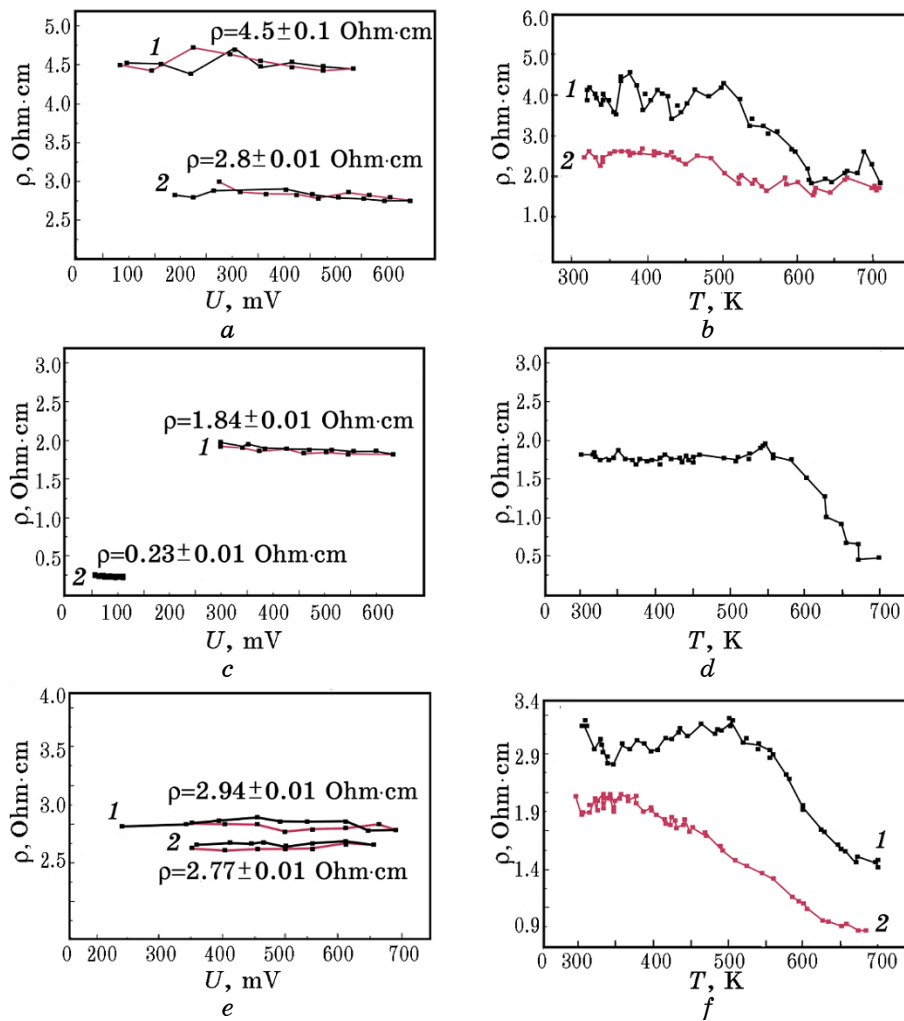 5.0
4.5
4.0
3.5
3.0
2.5
ρ, Ohm·cm
1
ρ=4.5±0.1 Ohm·cm
ρ=2.8±0.01 Ohm·cm
2
0 100 200 300 400 500 600
U, mV
a
6.0
5.0
4.0
3.0
2.0
1.0
ρ, Ohm·cm
1
2
0 300 400 500 600 700
T, K
b
3.0
2.5
2.0
1.5
1.0
0.5
ρ, Ohm·cm
ρ=1.84±0.01 Ohm·cm
1
ρ=0.23±0.01 Ohm·cm
2
0 50 100 300 400 500 600
U, mV
c
3.0
2.5
2.0
1.5
1.0
0.5
ρ, Ohm·cm
0 300 400 500 600 700
T, K
d
4.0
3.5
3.0
2.5
ρ, Ohm·cm
ρ=2.94±0.01 Ohm·cm
1
2
ρ=2.77±0.01 Ohm·cm
0 200 300 400 500 600 700
U, mV
e
3.4
2.9
1.9
1.4
0.9
ρ, Ohm·cm
1
2
0 300 400 500 600 700
T, K
f